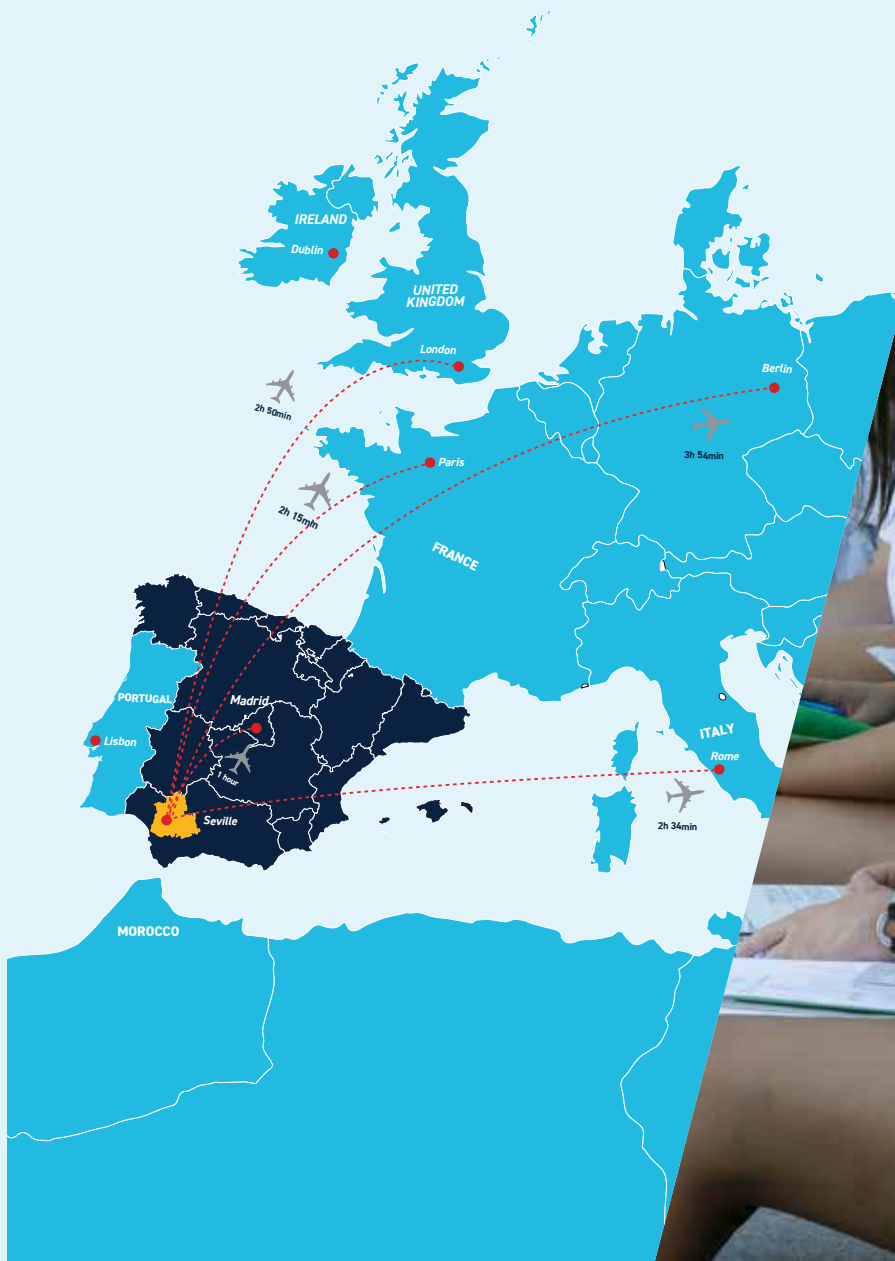 IRELAND
Dublin
UNITED
KINGDOM
London
Berlin
2h 50min
3h 54min
Paris
2h 15min
FRANCE
PORTUGAL
Madrid
Lisbon
ITALY
Rome
1 hour
Seville
2h 34min
MOROCCO